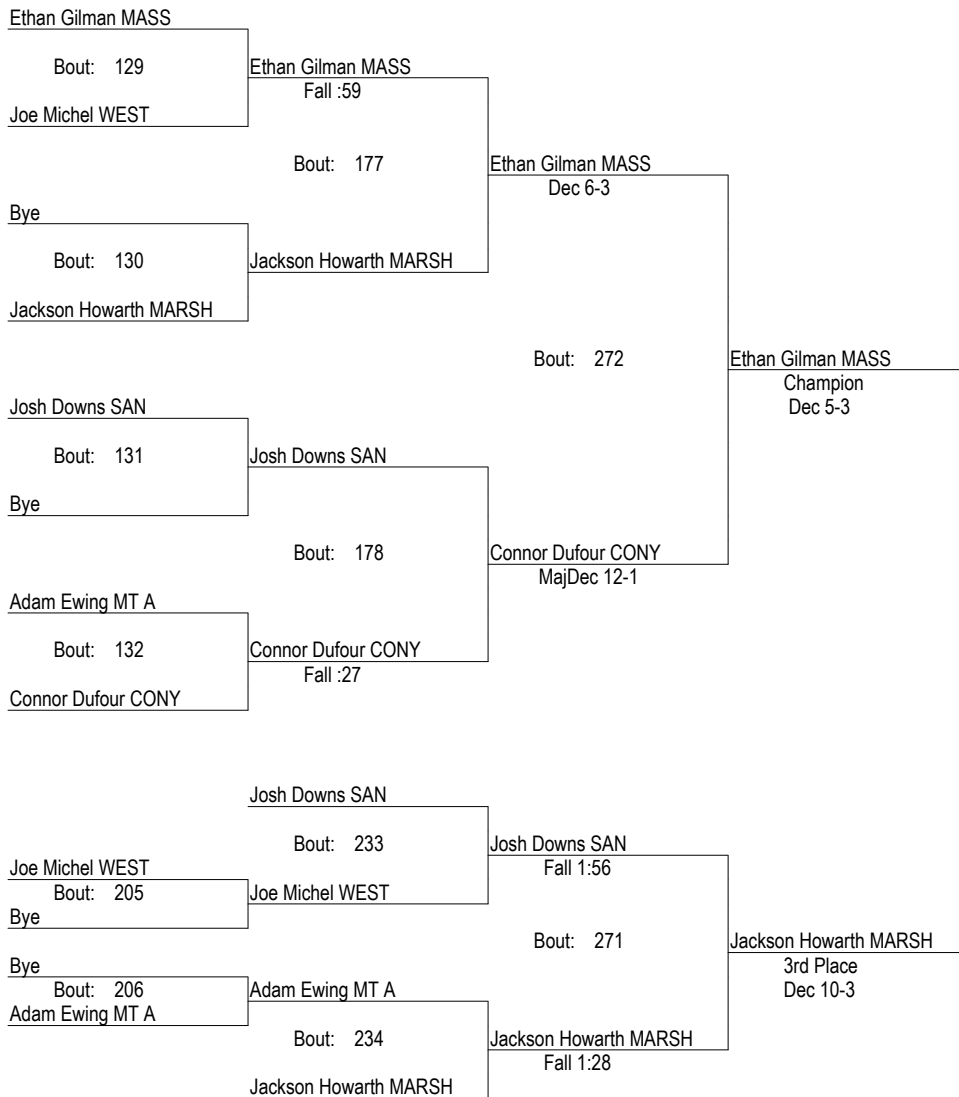 Ethan Gilman MASS
Bout: 129
Ethan Gilman MASS
Fall :59
Joe Michel WEST
Bout: 177
Ethan Gilman MASS
Dec 6-3
Bye
Bout: 130
Jackson Howarth MARSH
Jackson Howarth MARSH
Bout: 272
Ethan Gilman MASS
Champion
Dec 5-3
Josh Downs SAN
Bout: 131
Josh Downs SAN
Bye
Bout: 178
Connor Dufour CONY
MajDec 12-1
Adam Ewing MT A
Bout: 132
Connor Dufour CONY
Fall :27
Connor Dufour CONY
Josh Downs SAN
Bout: 233
Josh Downs SAN
Fall 1:56
Joe Michel WEST
Bout: 205
Joe Michel WEST
Bye
Bout: 271
Jackson Howarth MARSH
3rd Place
Dec 10-3
Bye
Bout: 206
Adam Ewing MT A
Adam Ewing MT A
Bout: 234
Jackson Howarth MARSH
Fall 1:28
Jackson Howarth MARSH